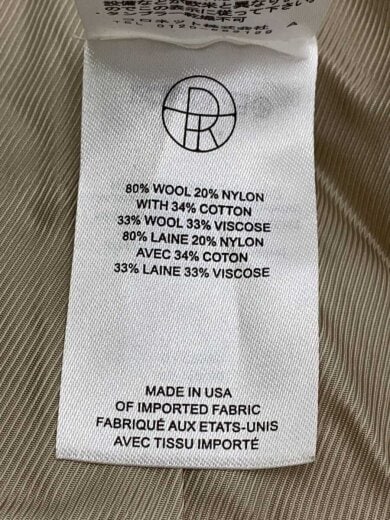 80% WOOL 20% NYLON
WITH 34% COTTON
33% WOOL 33% VISCOSE
80% LAINE 20% NYLON
AVEC 34% COTON
33% LAINE 33% VISCOSE
MADE IN USA
OF IMPORTED FABRIC
FABRIQUÉ AUX ETATS-UNIS
AVEC TISSU IMPORTÉ